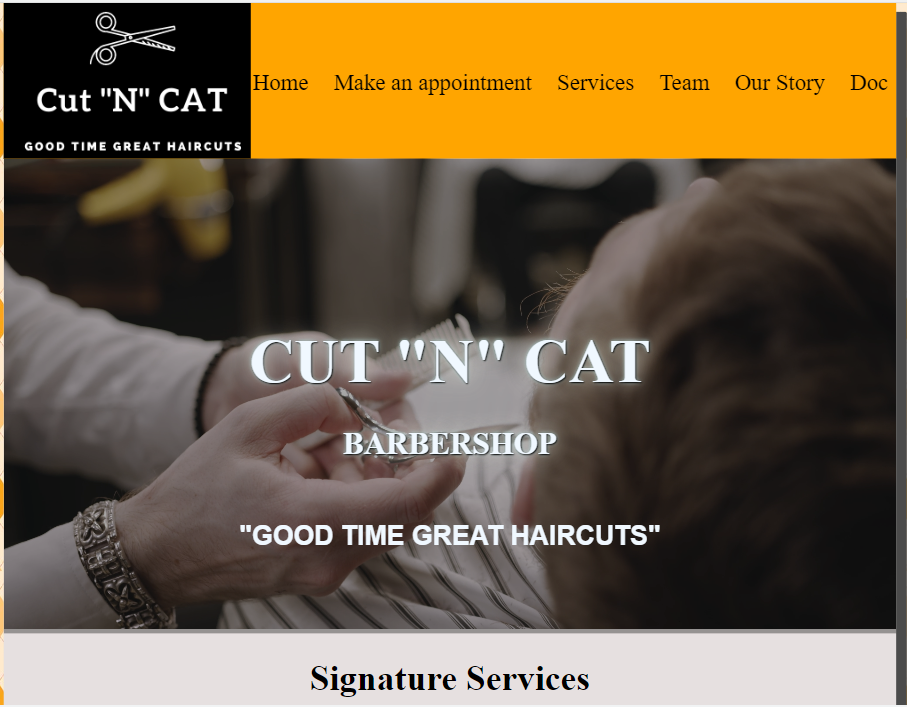 Cut "N" CAT
GOOD TIME GREAT HAIRCUTS
Home Make an appointment Services Team Our Story Doc
CUT "N" CAT
BARBERSHOP
"GOOD TIME GREAT HAIRCUTS"
Signature Services